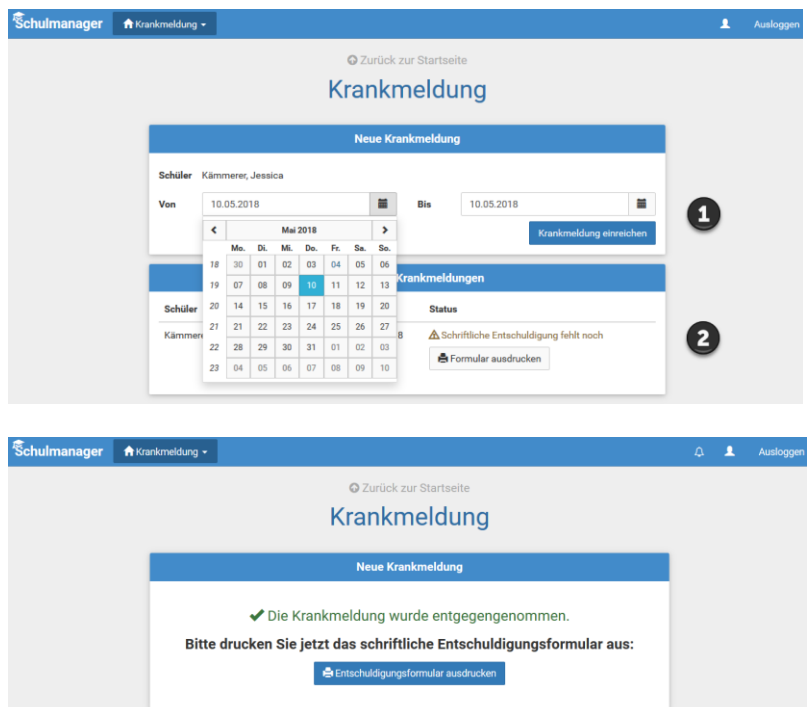 Schulmanager Krankmeldung Ausloggen
Zurück zur Startseite
Krankmeldung
Neue Krankmeldung
Schüler Kämmerer, Jessica
Von 10.05.2018 Bis 10.05.2018
1
Krankmeldung einreichen
Mai 2018
Mo. Di. Mi. Do. Fr. Sa. So.
18 30 01 02 03 04 05 06
19 07 08 09 10 11 12 13
20 14 15 16 17 18 19 20
21 21 22 23 24 25 26 27
22 28 29 30 31 01 02 03
23 04 05 06 07 08 09 10
Krankmeldungen
Schüler Status
8 Schriftliche Entschuldigung fehlt noch
2
Formular ausdrucken
Schulmanager Krankmeldung Ausloggen
Zurück zur Startseite
Krankmeldung
Neue Krankmeldung
Die Krankmeldung wurde entgegengenommen.
Bitte drucken Sie jetzt das schriftliche Entschuldigungsformular aus:
Entschuldigungsformular ausdrucken